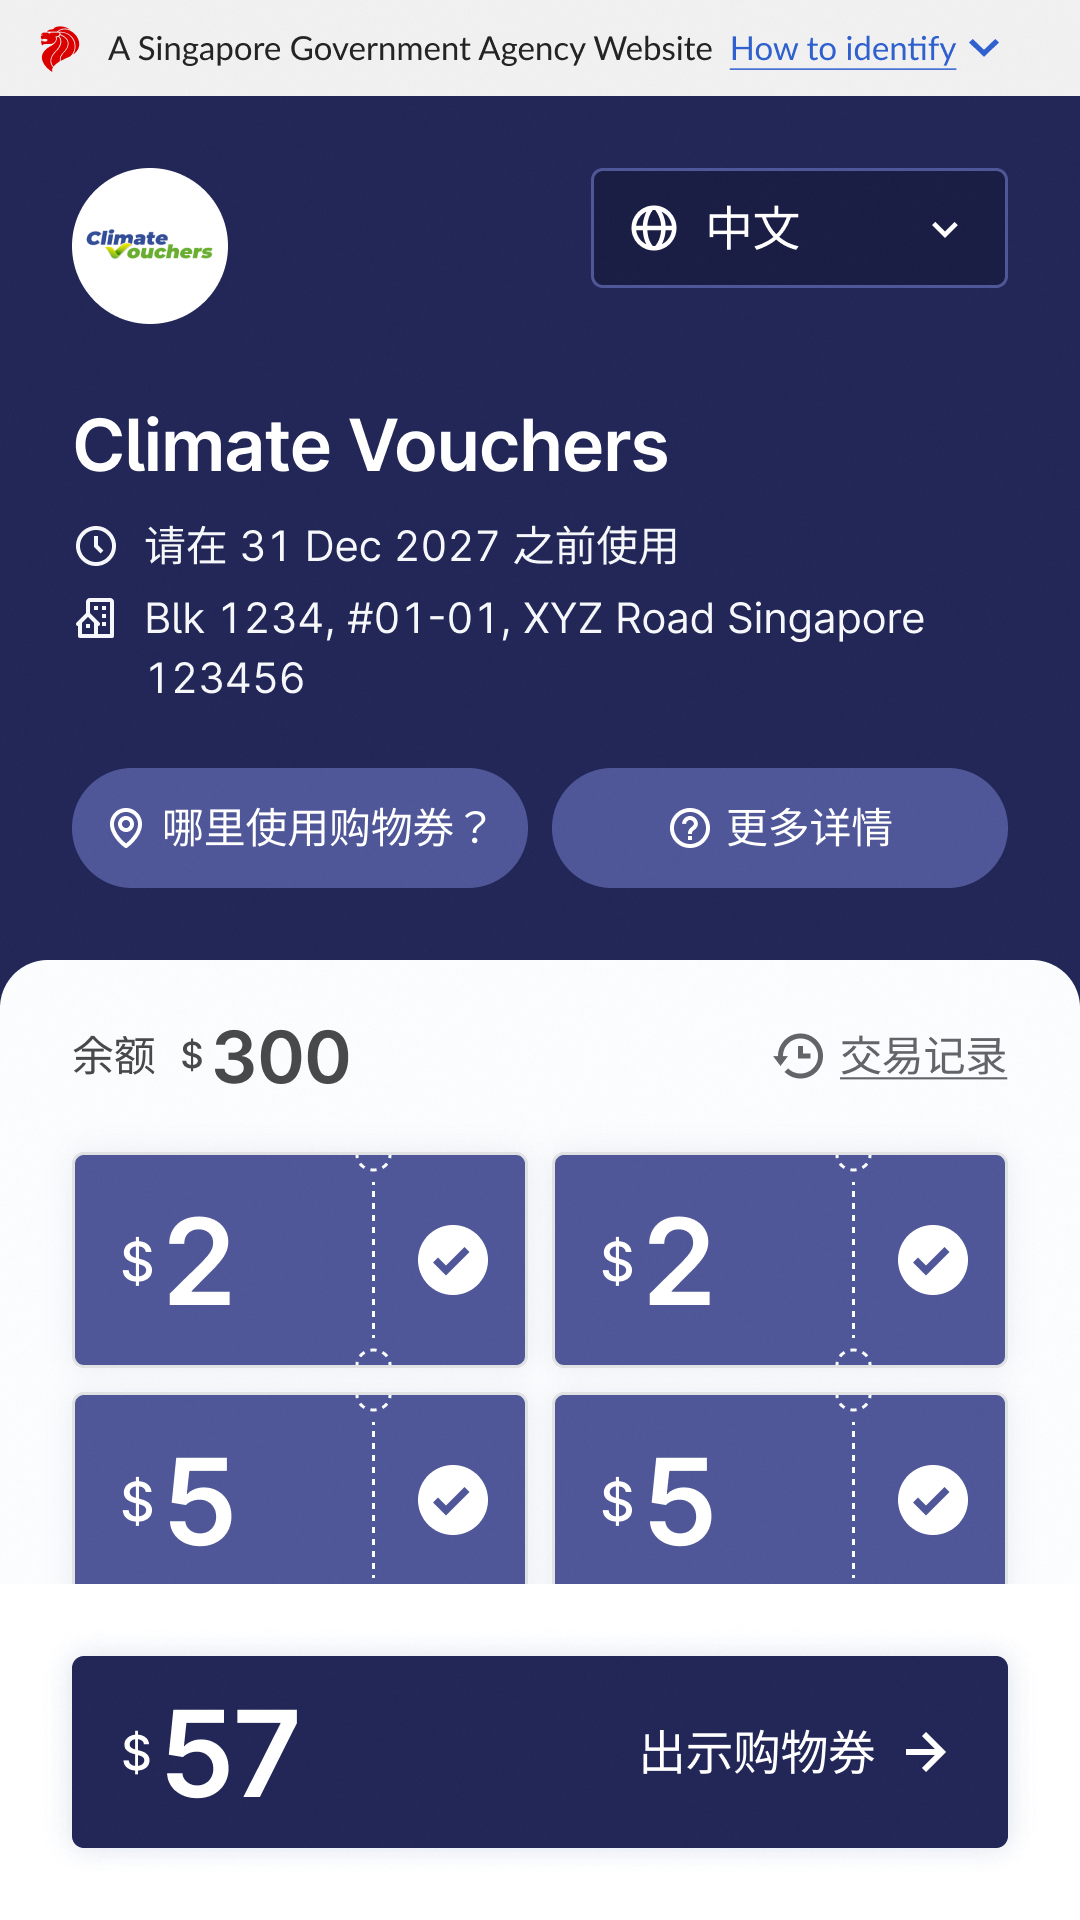 A Singapore Government Agency Website How to identify
Climate
Vouchers
中文
Climate Vouchers
请在 31 Dec 2027 之前使用
Blk 1234, #01-01, XYZ Road Singapore
123456
哪里使用购物券？
更多详情
余额 $300
交易记录
$2
$2
$5
$5
$57
出示购物券